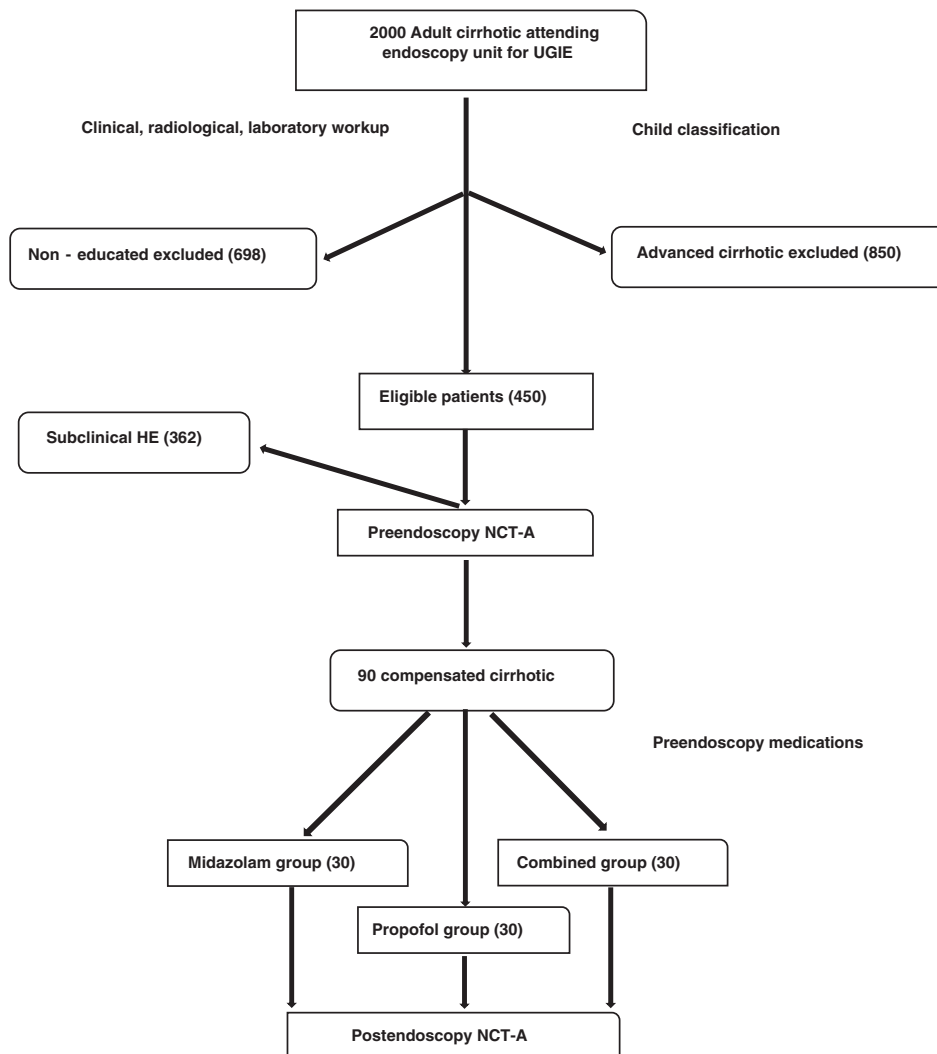 2000 Adult cirrhotic attending
endoscopy unit for UGIE
Clinical, radiological, laboratory workup
Child classification
Non - educated excluded (698)
Advanced cirrhotic excluded (850)
Eligible patients (450)
Subclinical HE (362)
Preendoscopy NCT-A
90 compensated cirrhotic
Preendoscopy medications
Midazolam group (30)
Combined group (30)
Propofol group (30)
Postendoscopy NCT-A